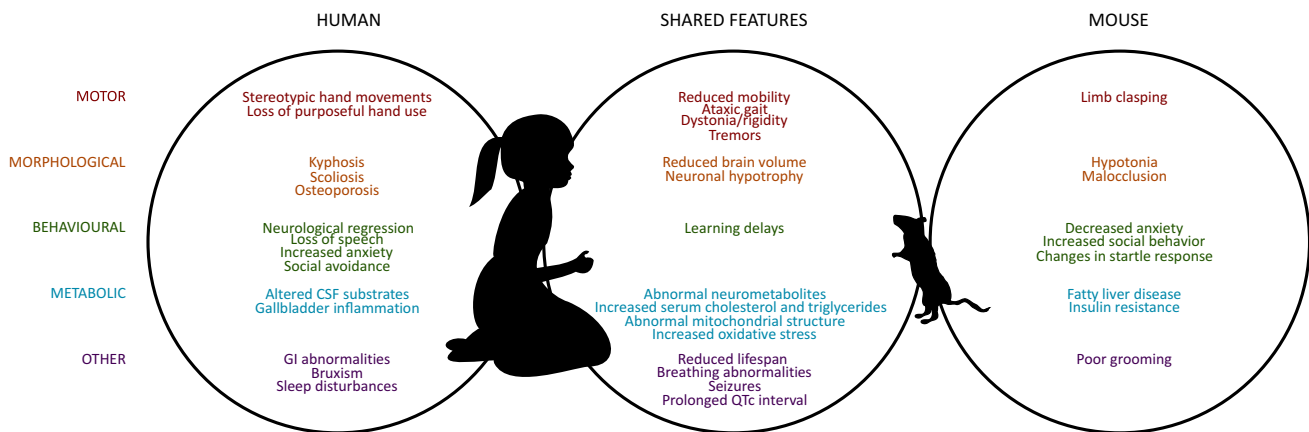 HUMAN
SHARED FEATURES
MOUSE
MOTOR
Stereotypic hand movements
Loss of purposeful hand use
Reduced mobility
Ataxic gait
Dystonia/rigidity
Tremors
Limb clasping
MORPHOLOGICAL
Kyphosis
Scoliosis
Osteoporosis
Reduced brain volume
Neuronal hypotrophy
Hypotonia
Malocclusion
BEHAVIOURAL
Neurological regression
Loss of speech
Increased anxiety
Social avoidance
Learning delays
Decreased anxiety
Increased social behavior
Changes in startle response
METABOLIC
Altered CSF substrates
Gallbladder inflammation
Abnormal neurometabolites
Increased serum cholesterol and triglycerides
Abnormal mitochondrial structure
Increased oxidative stress
Fatty liver disease
Insulin resistance
OTHER
GI abnormalities
Bruxism
Sleep disturbances
Reduced lifespan
Breathing abnormalities
Seizures
Prolonged QTc interval
Poor grooming